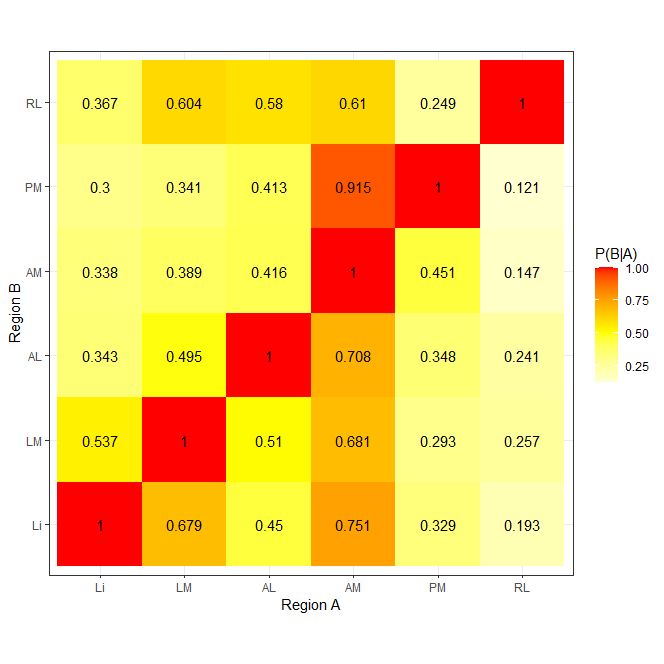 RL 0.367 0.604 0.58 0.61 0.249 1
PM 0.3 0.341 0.413 0.915 1 0.121
AM 0.338 0.389 0.416 1 0.451 0.147
AL 0.343 0.495 1 0.708 0.348 0.241
LM 0.537 1 0.51 0.681 0.293 0.257
Li 1 0.679 0.45 0.751 0.329 0.193
Li LM AL AM PM RL
Region A
Region B
P(B|A)
1.00
0.75
0.50
0.25